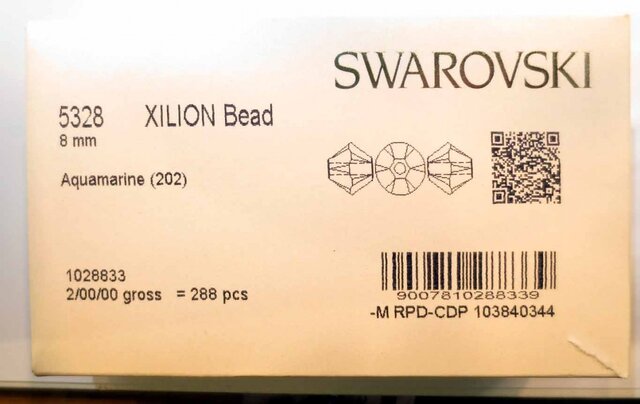 SWAROVSKI
5328 XILION Bead
8 mm
Aquamarine (202)
1028833
2/00/00 gross = 288 pcs
9007810288339
-M RPD-CDP 103840344